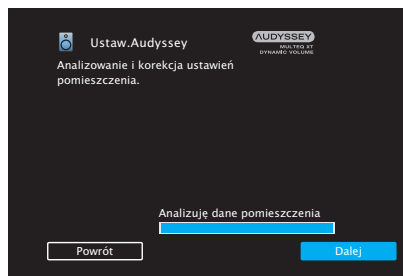 Ustaw.Audyssey
AUDYSSEY
MULTEQ XT
DYNAMIC VOLUME
Analizowanie i korekcja ustawień
pomieszczenia.
Analizuję dane pomieszczenia
Powrót
Dalej